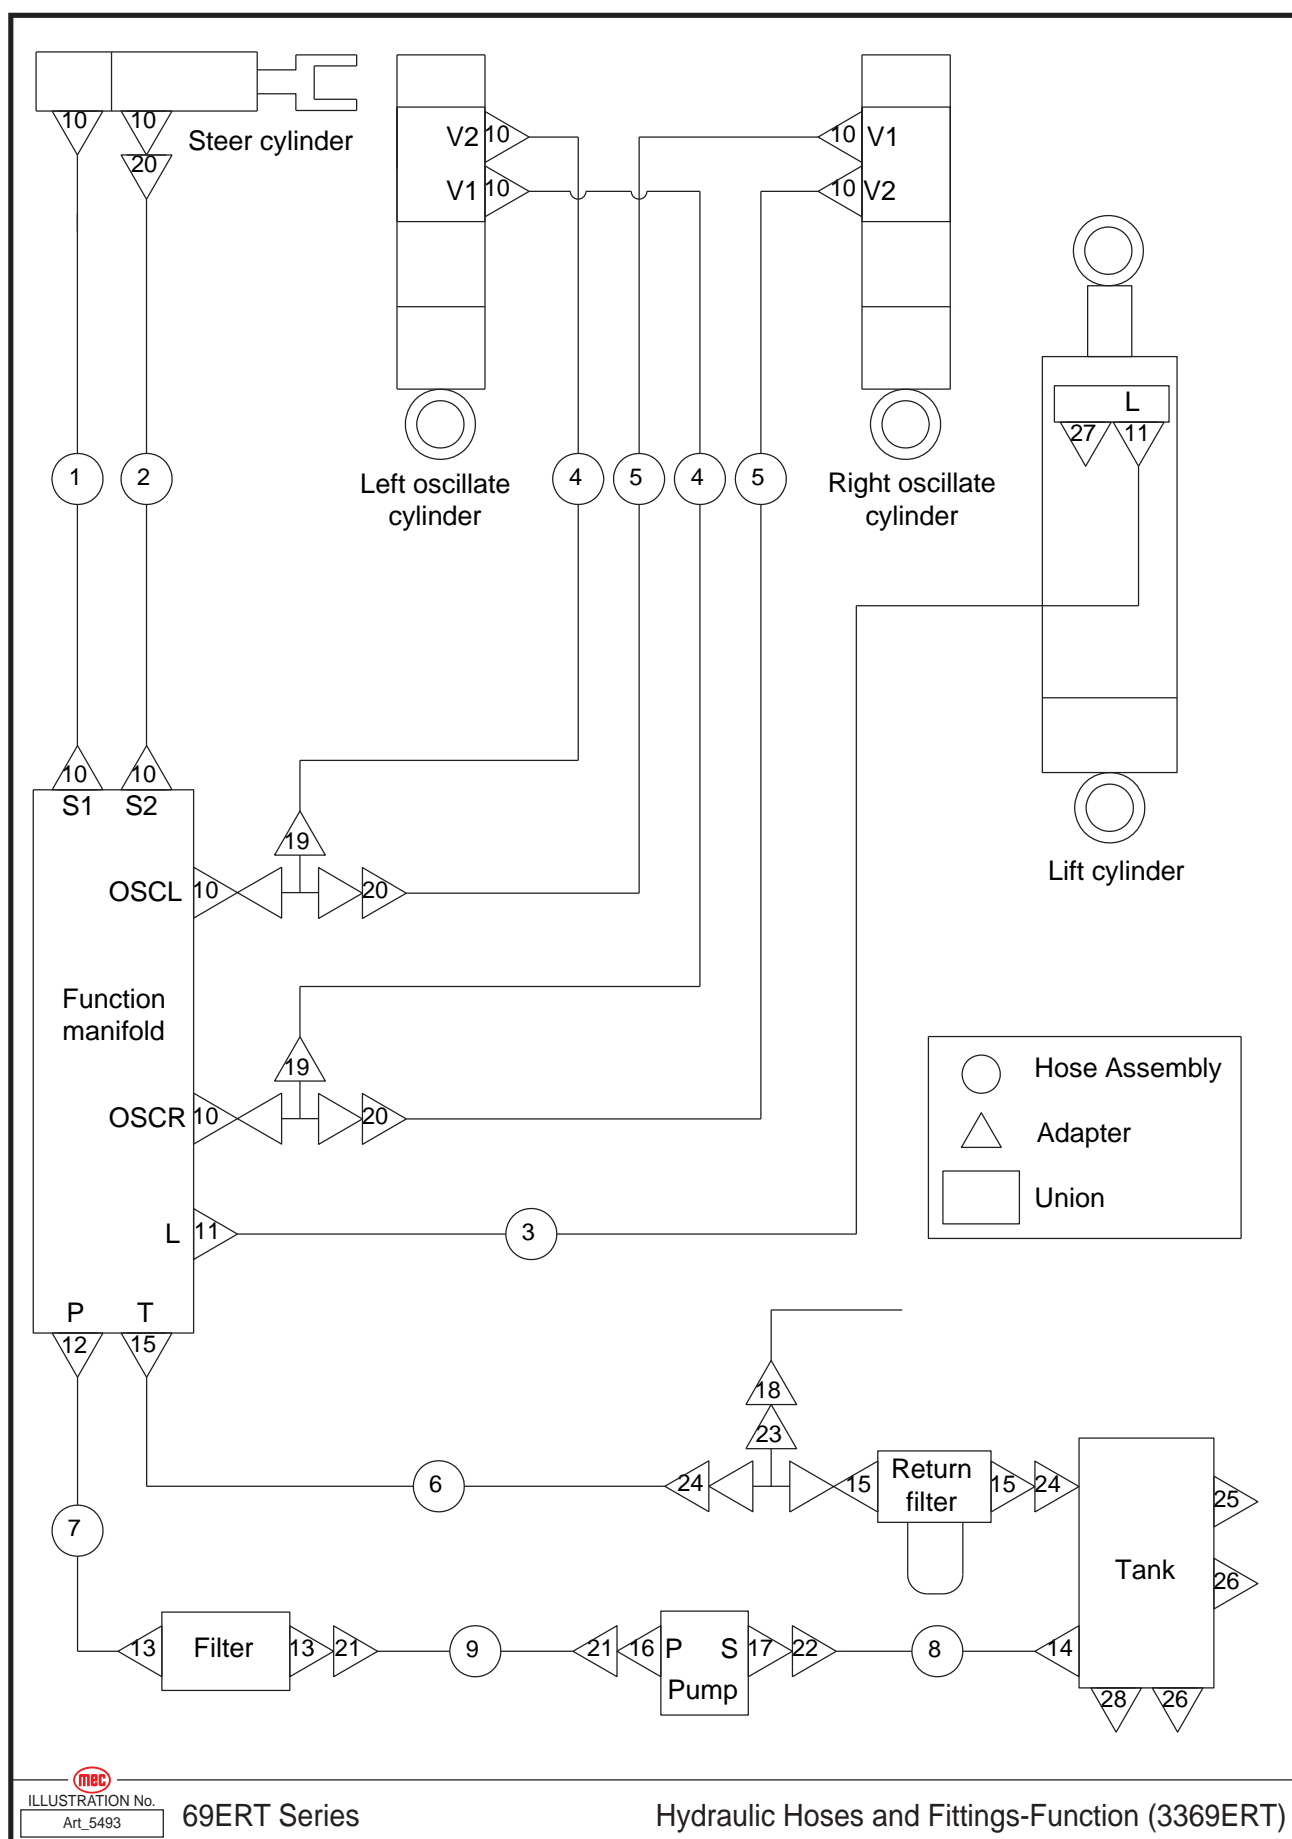 10
10
20
Steer cylinder
V2
10
V1
10
10
V1
10
V2
L
27
11
1
2
4
5
4
5
Left oscillate
cylinder
Right oscillate
cylinder
10
10
S1
S2
19
OSCL
10
20
Lift cylinder
Function
manifold
19
OSCR
10
20
Hose Assembly
Adapter
Union
L
11
3
P
T
12
15
18
23
6
24
15
Return
filter
15
24
25
7
Tank
26
13
Filter
13
21
9
21
16
P
S
Pump
17
22
8
14
28
26
mec
ILLUSTRATION No.
Art_5493
69ERT Series
Hydraulic Hoses and Fittings-Function (3369ERT)